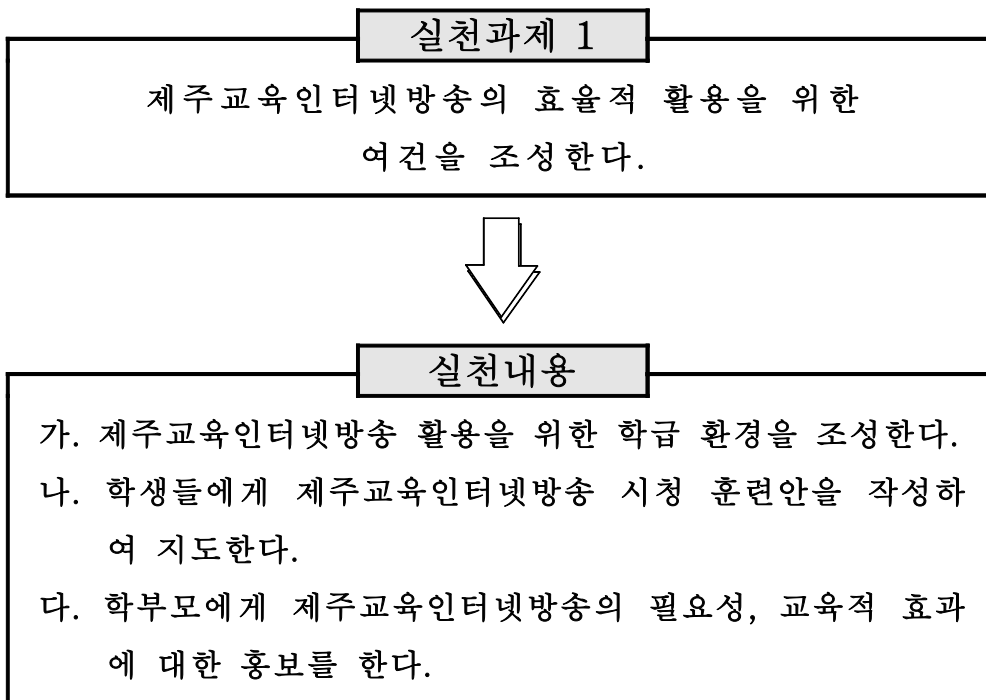 실천과제 1
제주교육인터넷방송의 효율적 활용을 위한
여건을 조성한다.
실천내용
가. 제주교육인터넷방송 활용을 위한 학급 환경을 조성한다.
나. 학생들에게 제주교육인터넷방송 시청 훈련안을 작성하
여 지도한다.
다. 학부모에게 제주교육인터넷방송의 필요성, 교육적 효과
에 대한 홍보를 한다.